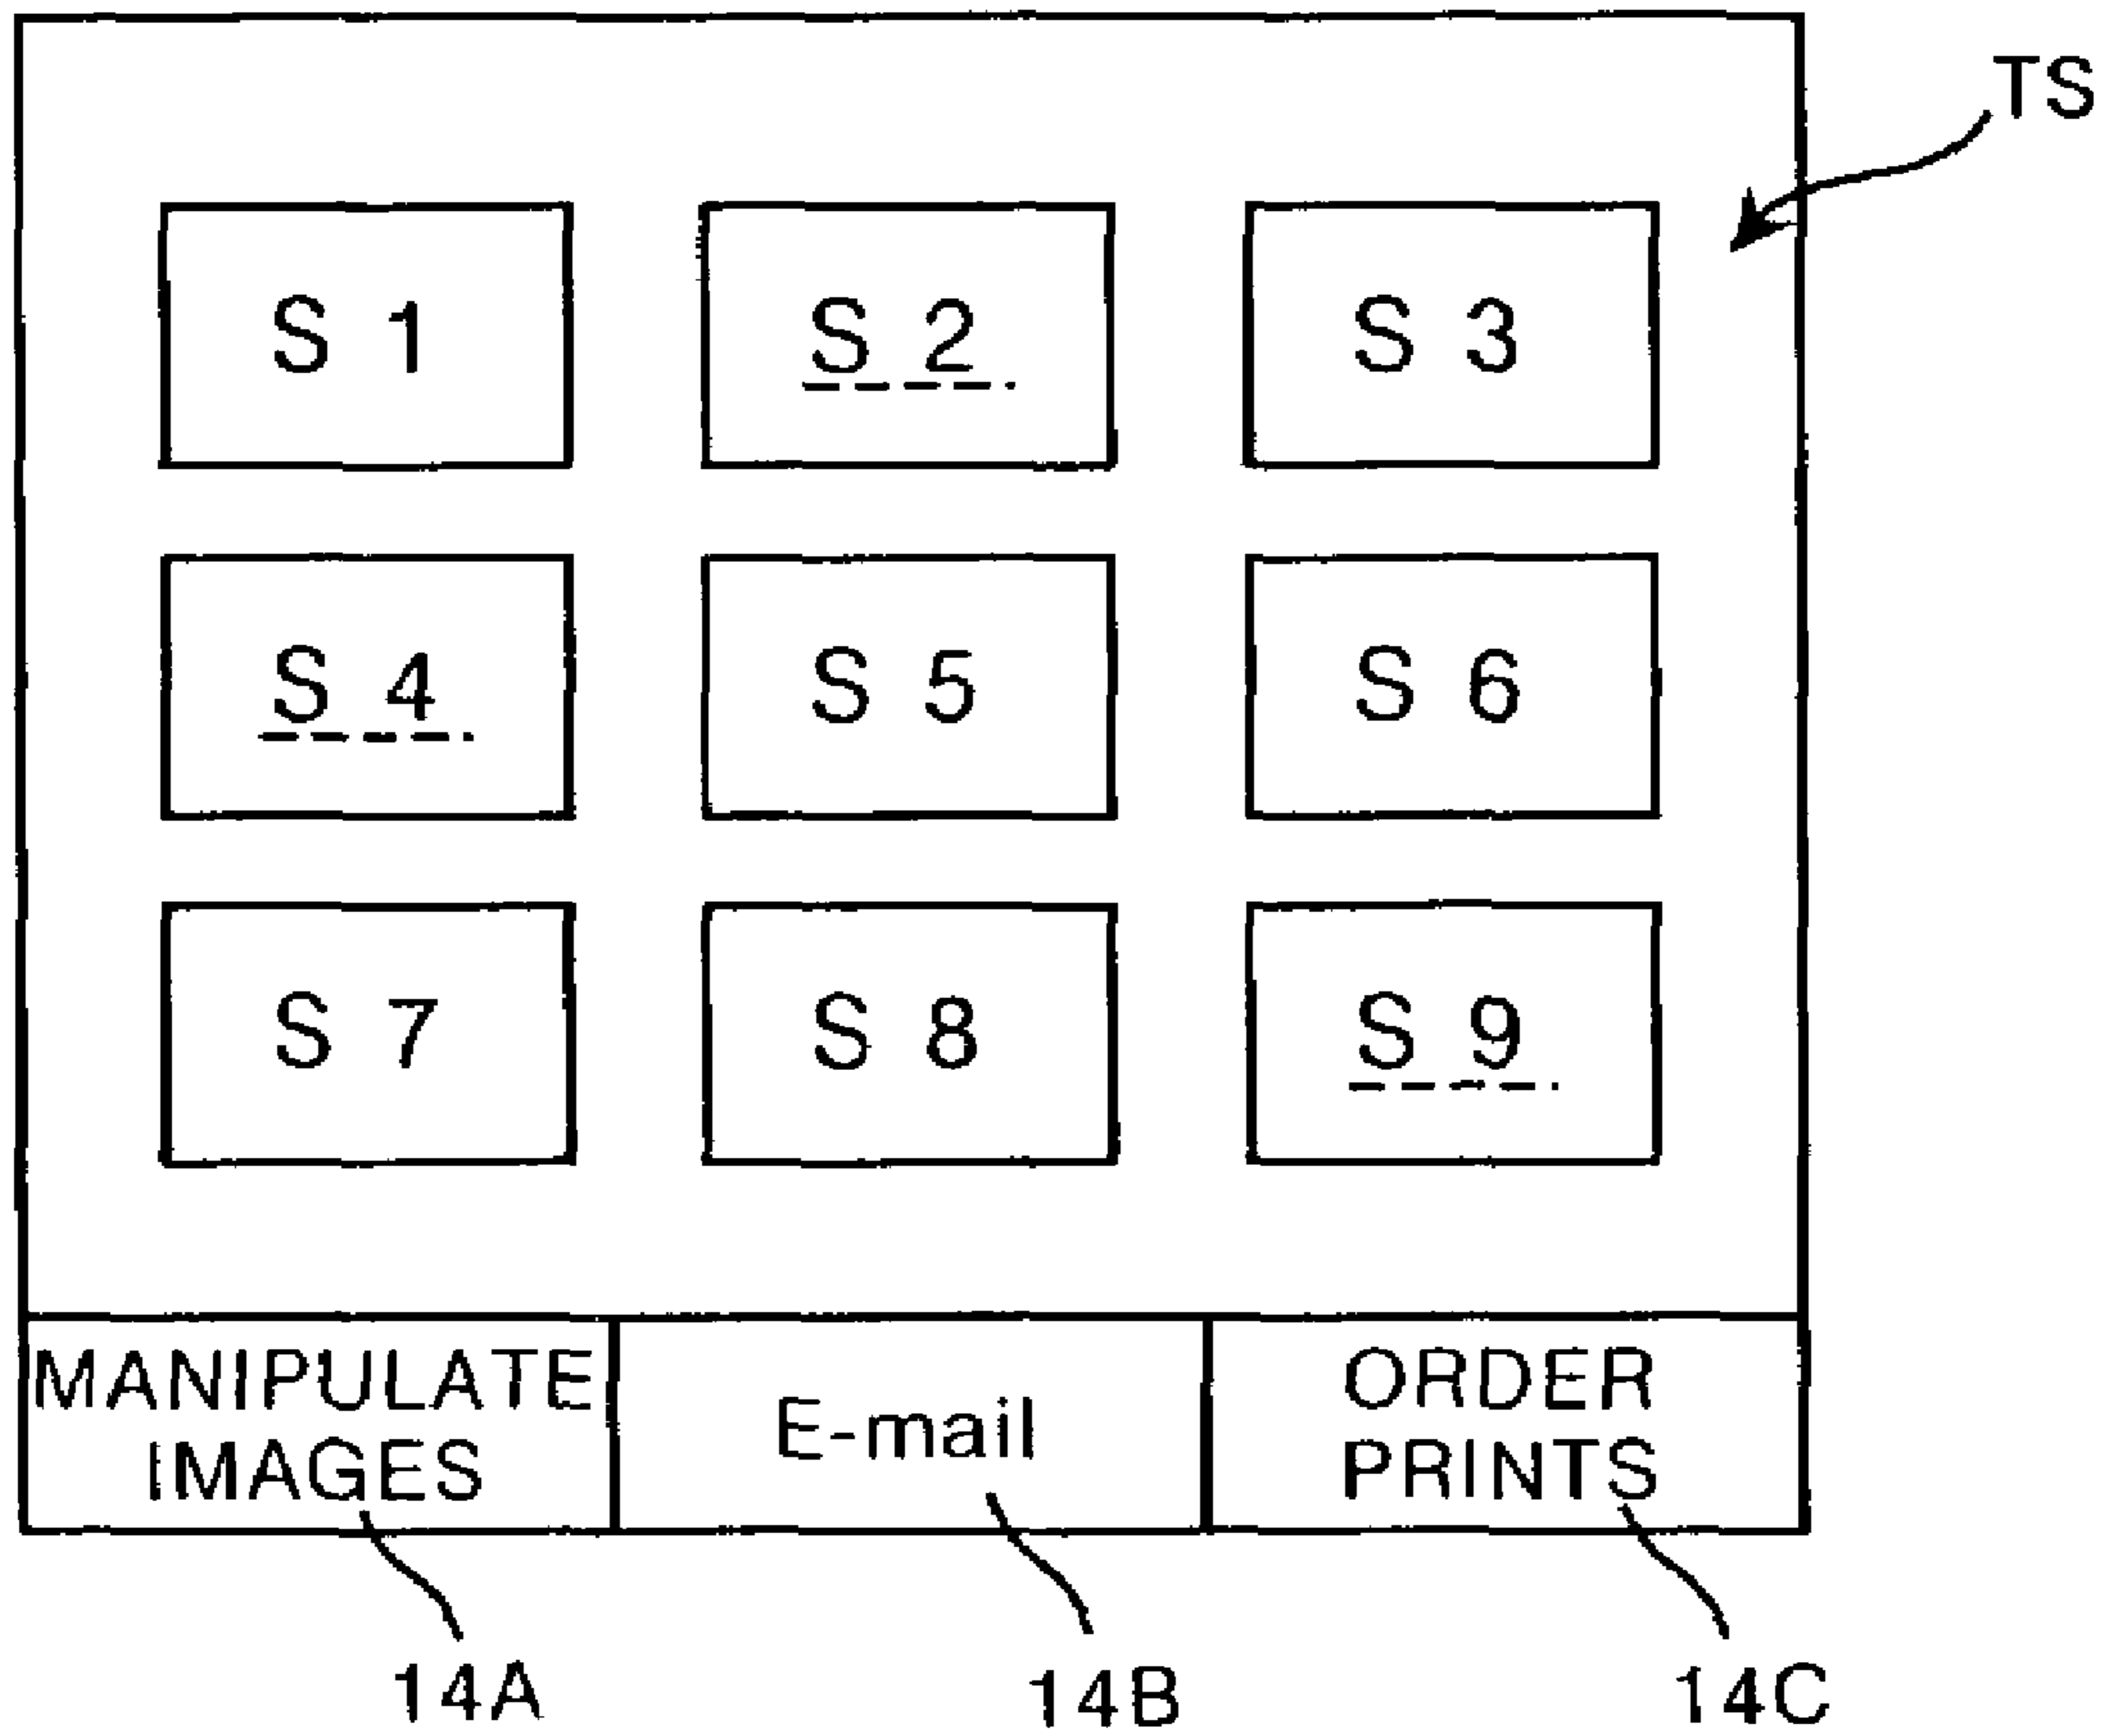 TS
S 1
S 2
S 3
S 4
S 5
S 6
S 7
S 8
S 9
MANIPULATE
IMAGES
E-mail
ORDER
PRINTS
14A
14B
14C